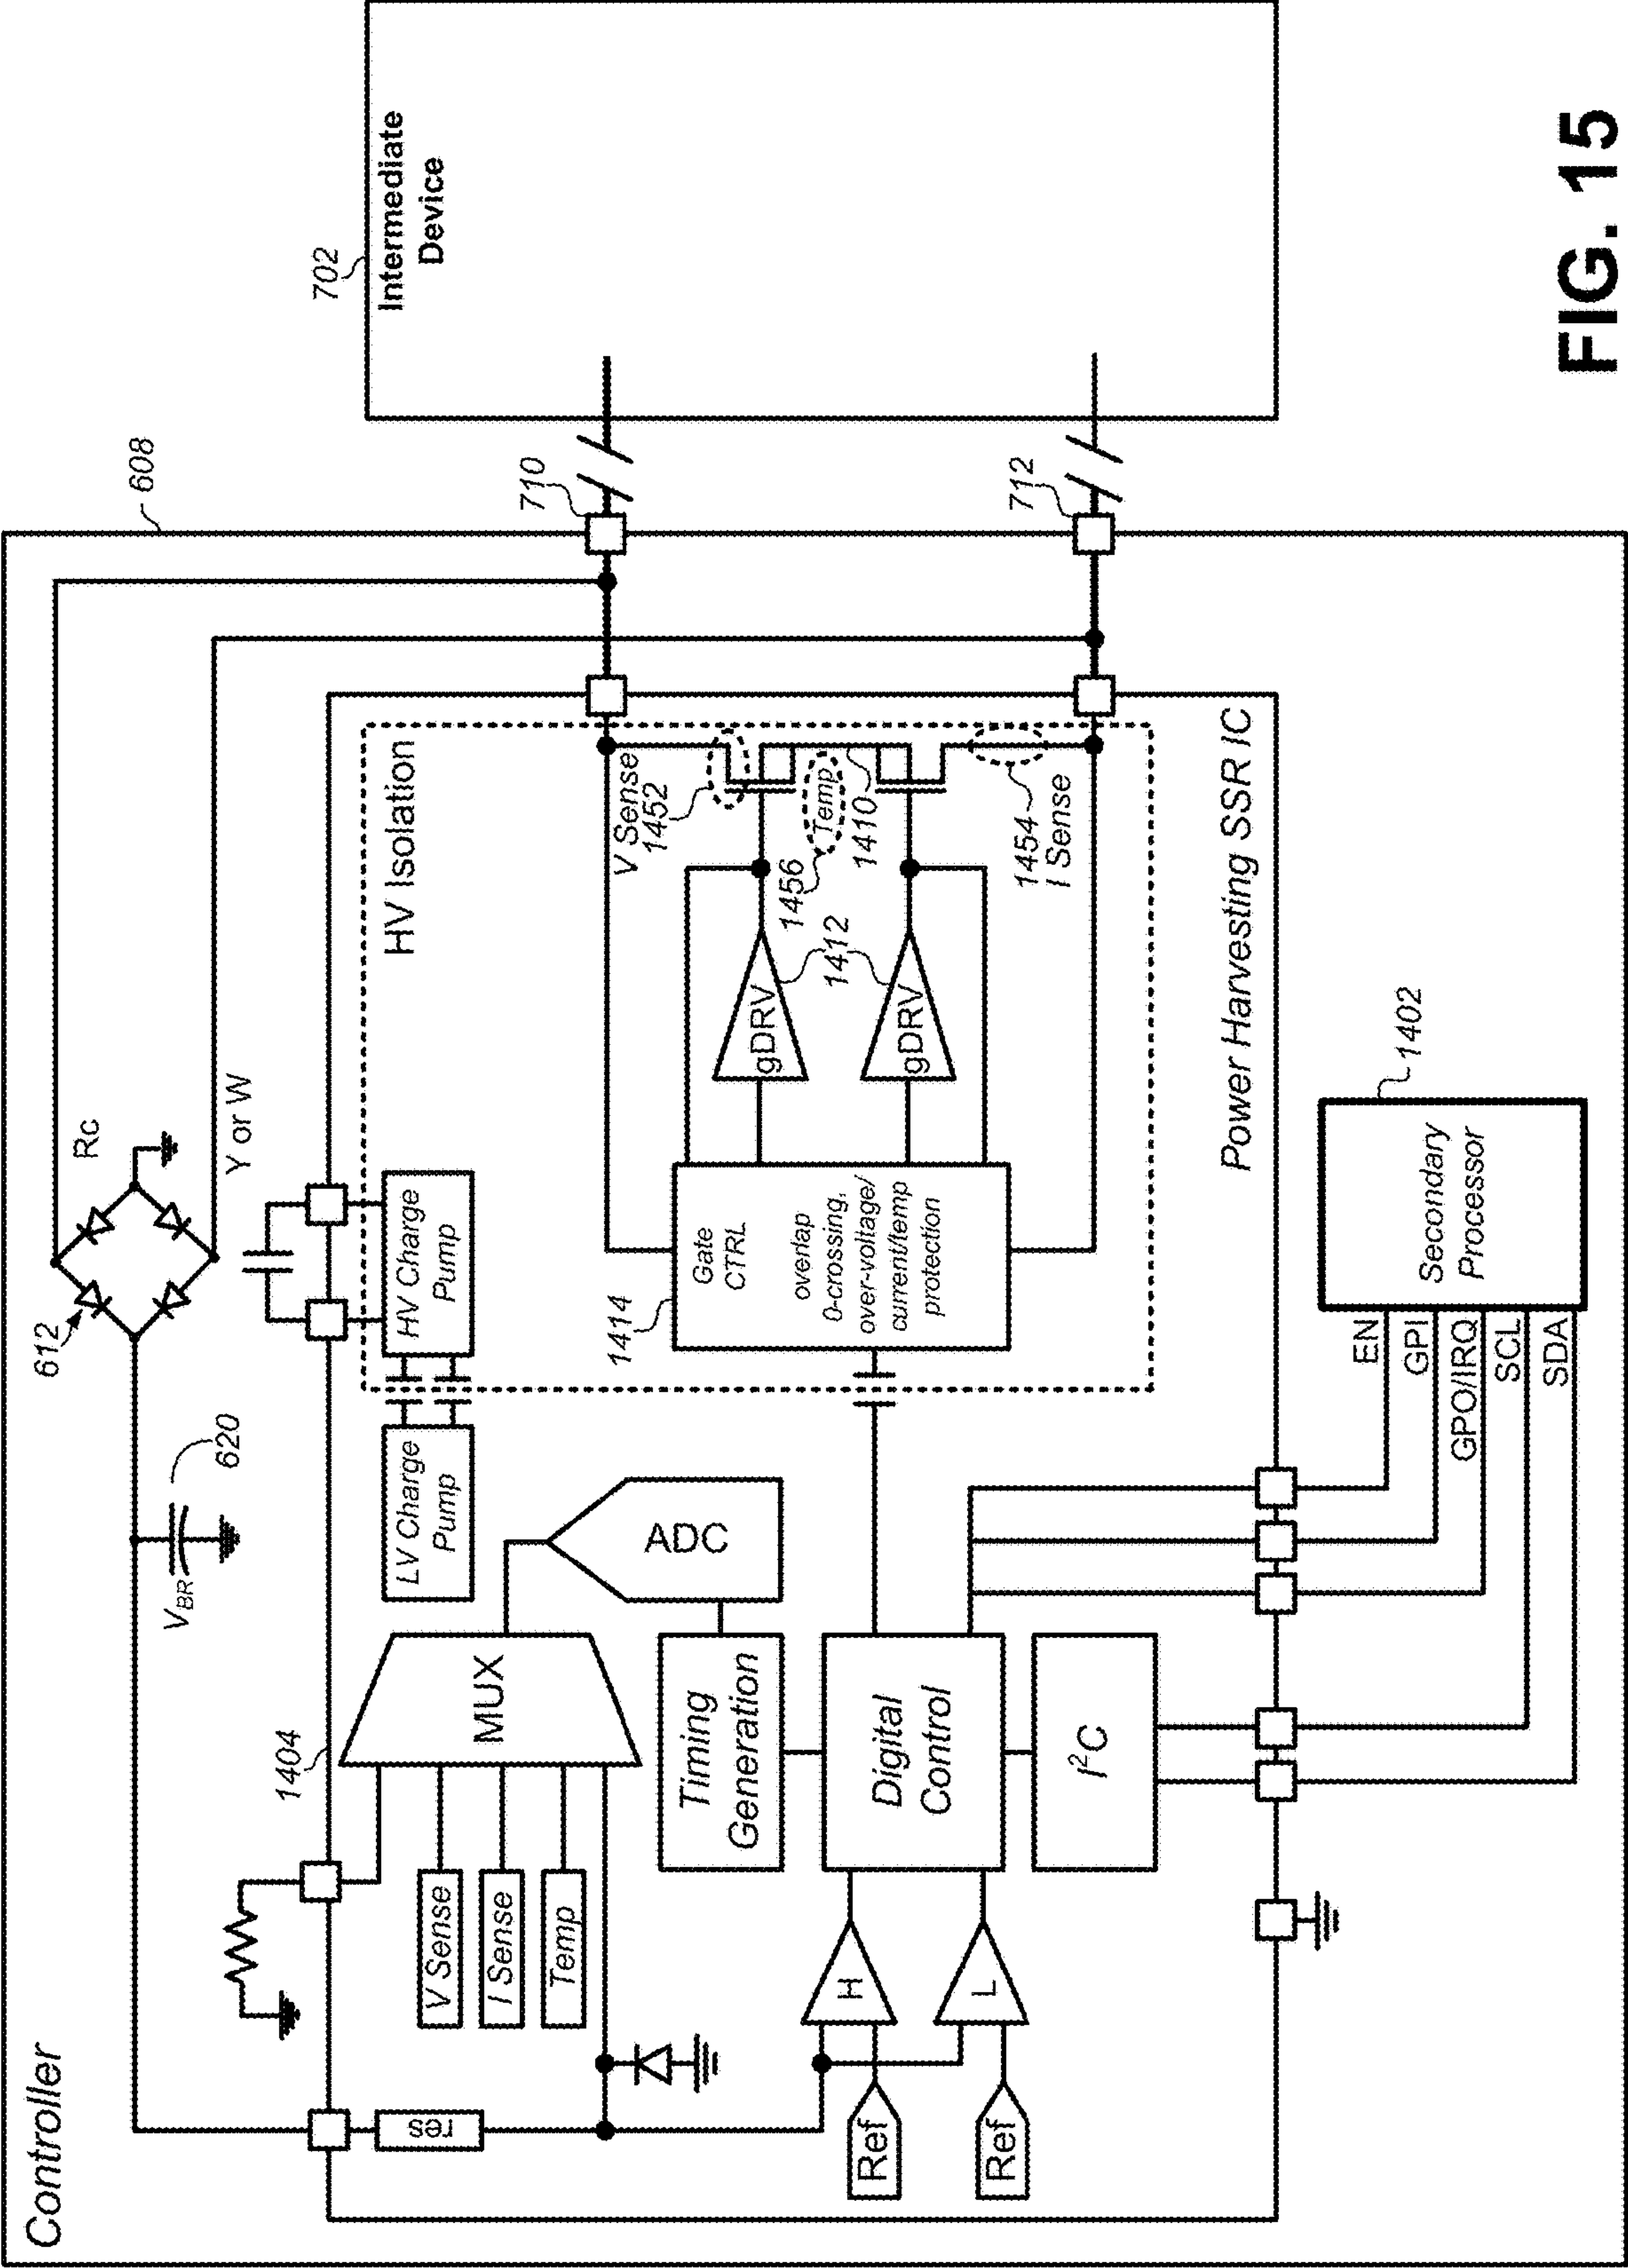 Controller
608
612
Rc
Y or W
620
VBR
702
Intermediate
Device
710
712
1404
res
V Sense
I Sense
Temp
MUX
ADC
LV Charge
Pump
HV Charge
Pump
HV Isolation
Timing
Generation
Digital
Control
I²C
H
L
Ref
Ref
1414
Gate
CTRL
overlap
0-crossing,
over-voltage/
current/temp
protection
gDRV
gDRV
1412
V Sense
1452
1456
Temp
1410
1454
I Sense
Power Harvesting SSR IC
1402
Secondary
Processor
EN
GPI
GPO/IRQ
SCL
SDA
FIG. 15